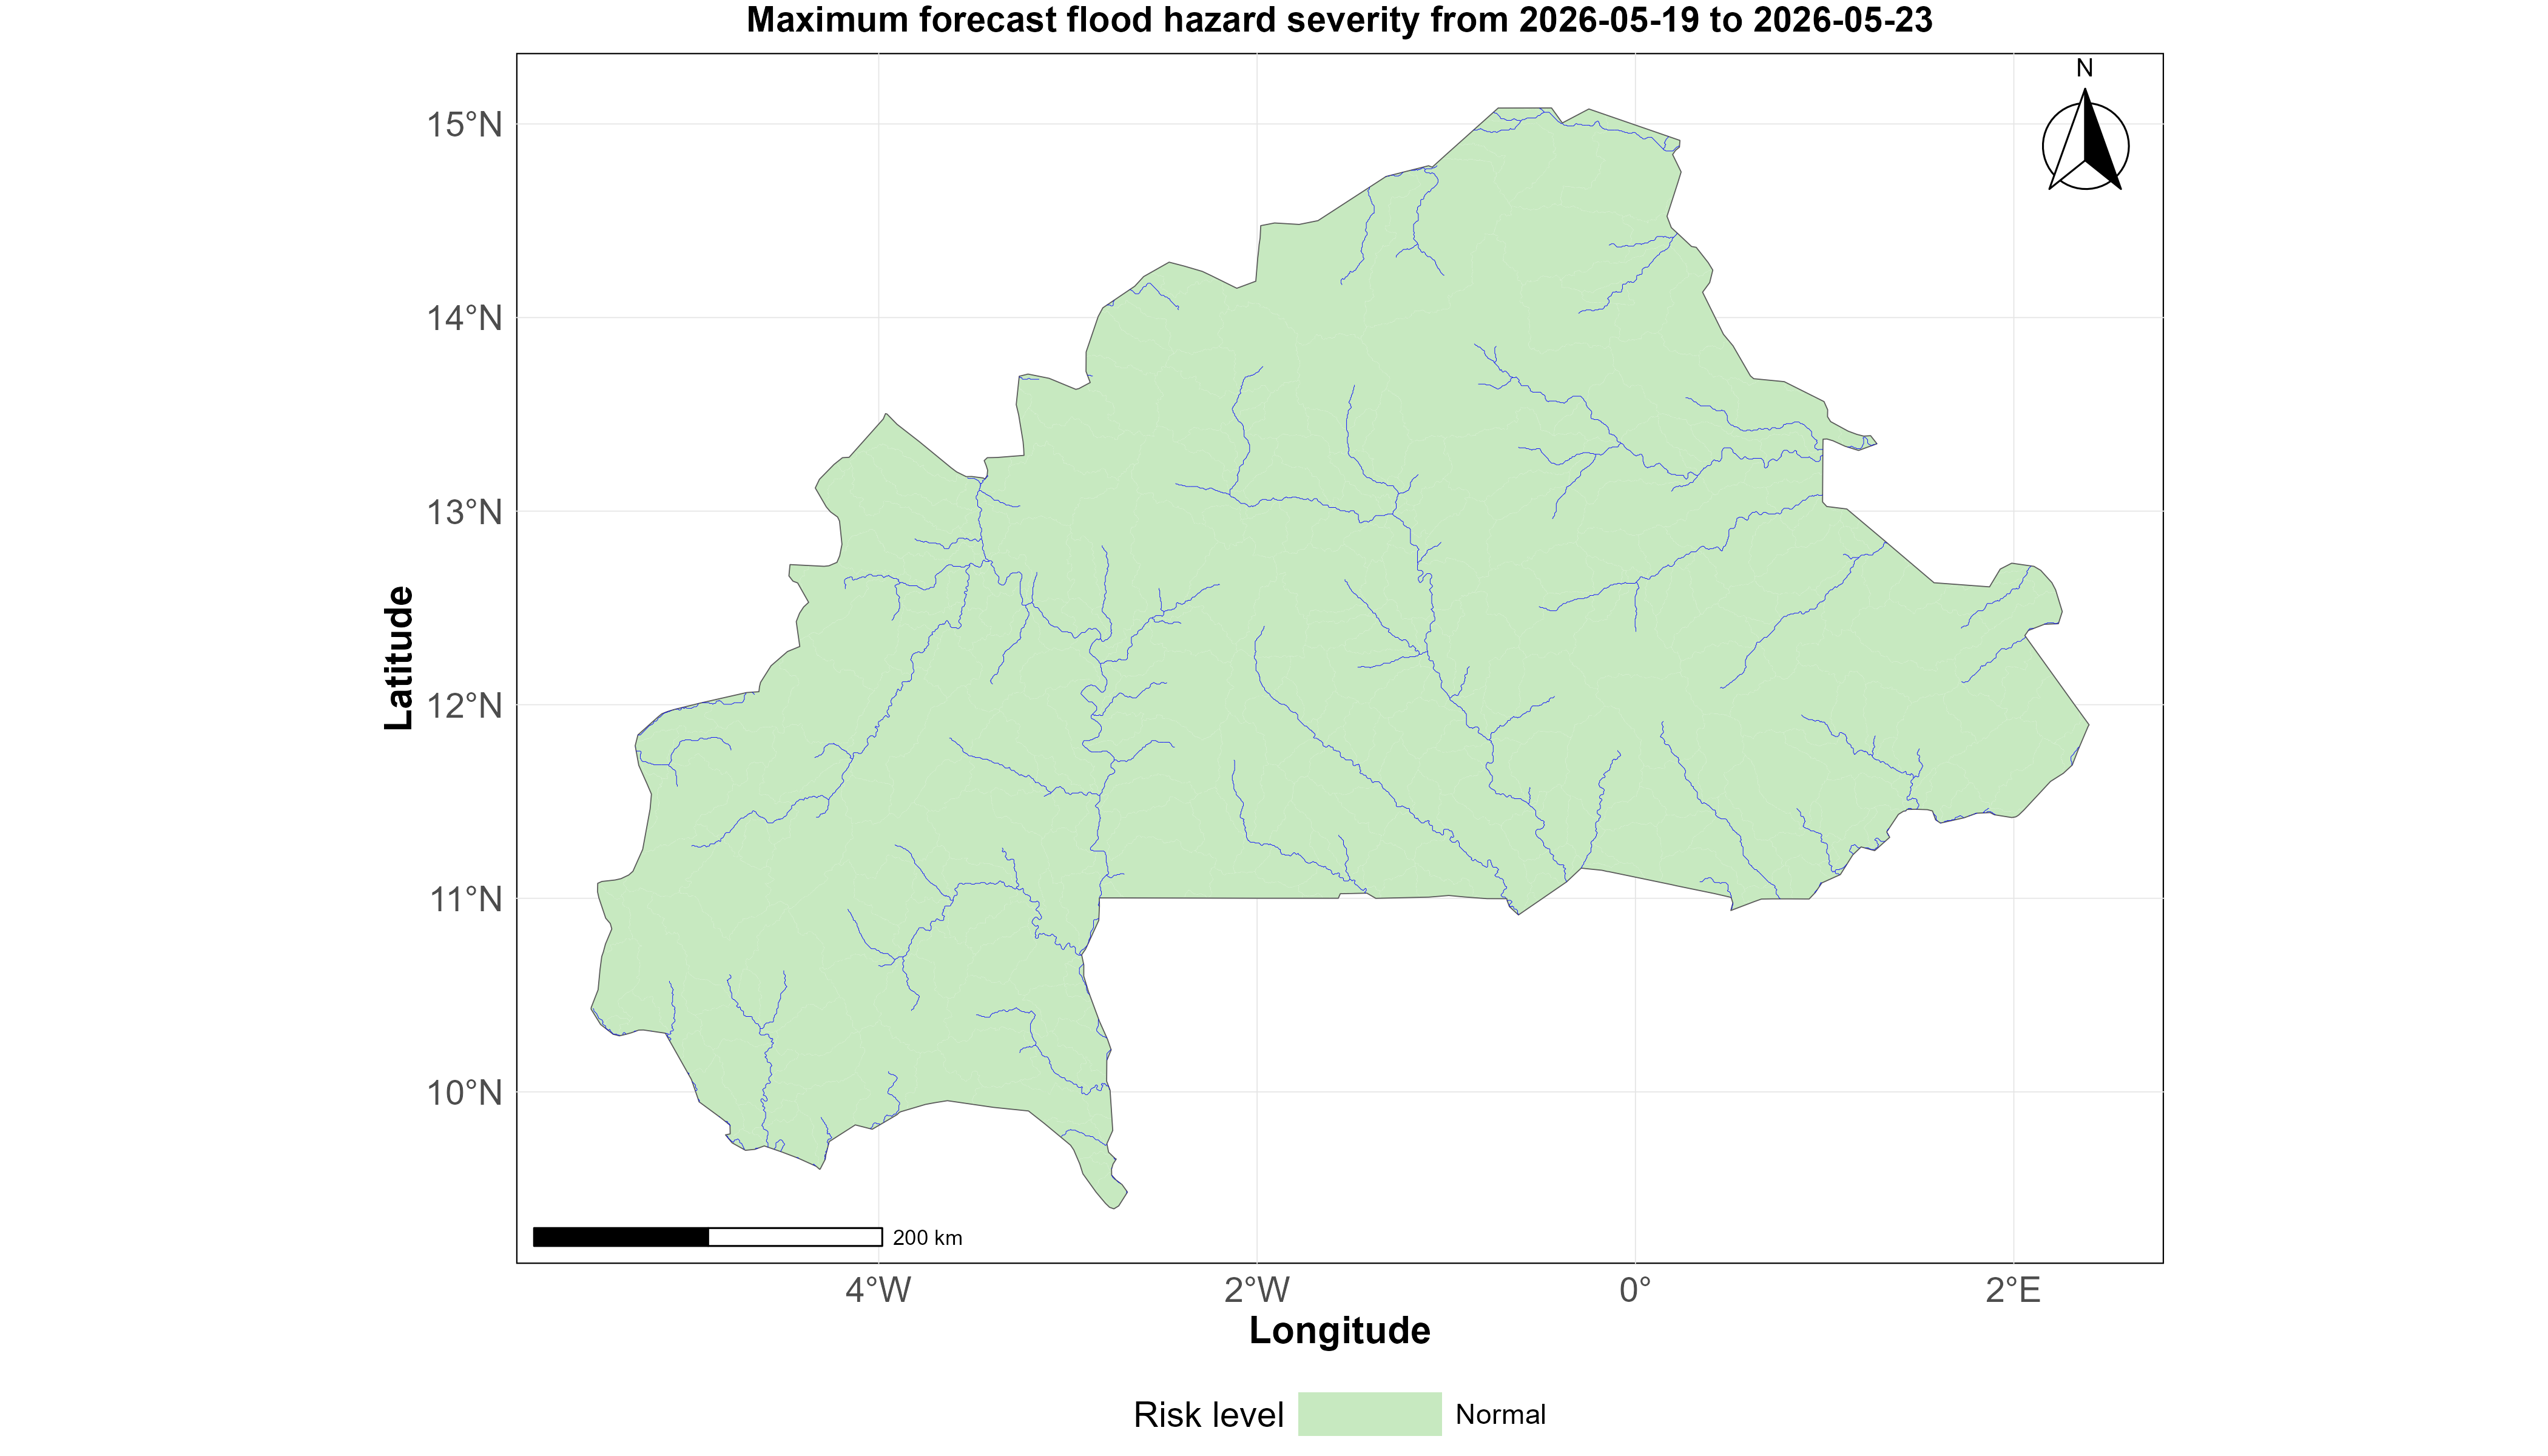 Maximum forecast flood hazard severity from 2026-05-19 to 2026-05-23
N
15°N
14°N
13°N
12°N
11°N
10°N
Latitude
200 km
4°W
2°W
0°
2°E
Longitude
Risk level
Normal